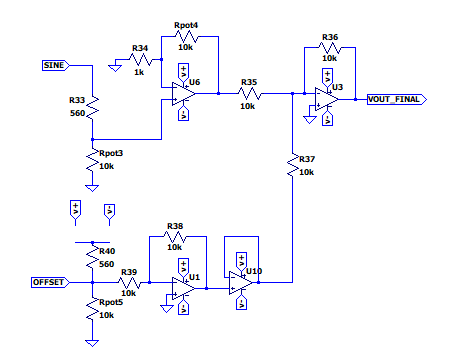 Rpot4
10k
R34
1k
SINE
V+
U6
V-
R33
560
Rpot3
10k
R35
10k
R36
10k
V+
U3
V-
VOUT_FINAL
R37
10k
V+
V-
R40
560
OFFSET
Rpot5
10k
R39
10k
R38
10k
V+
U1
V-
V+
U10
V-